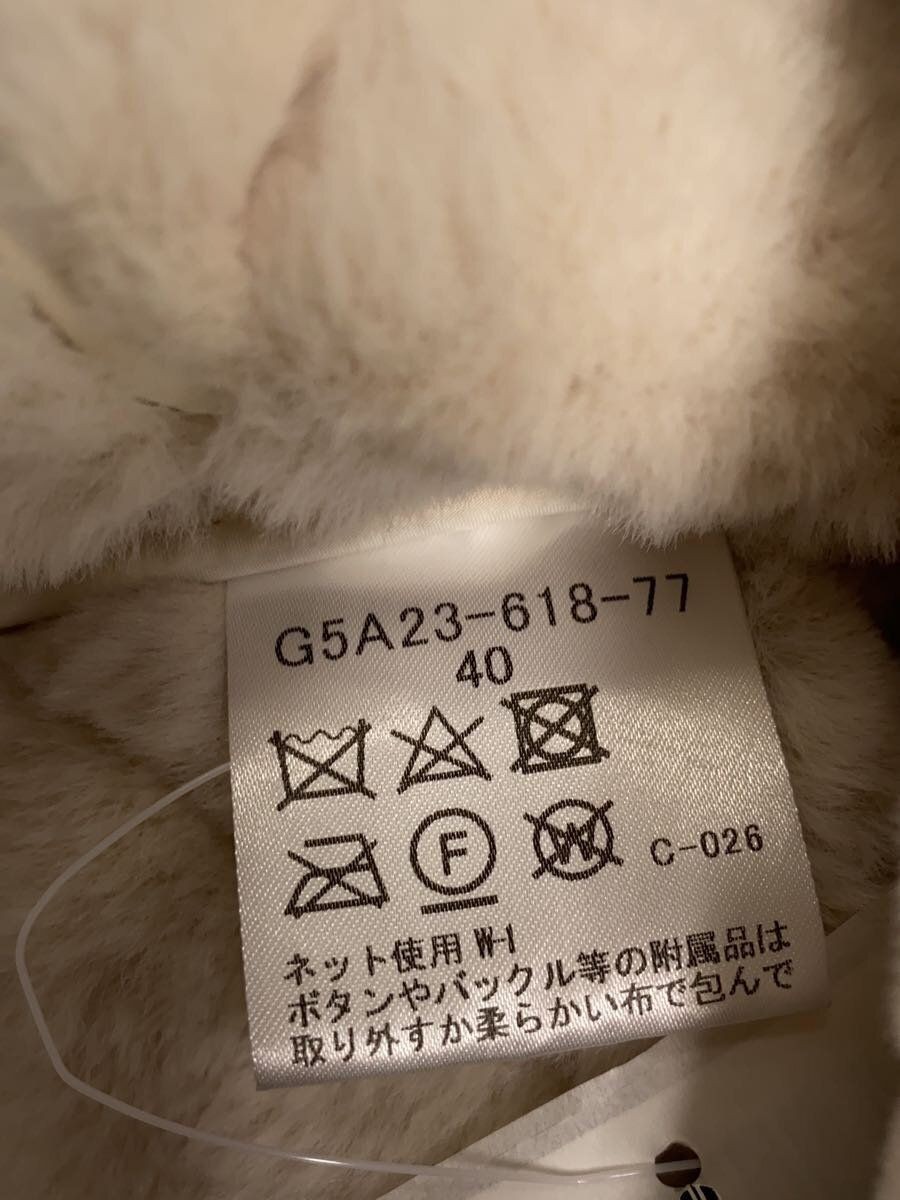 G5A23-618-77
40
F
W
C-026
ネット使用 W-1
ボタンやバックル等の附属品は
取り外すか柔らかい布で包んで